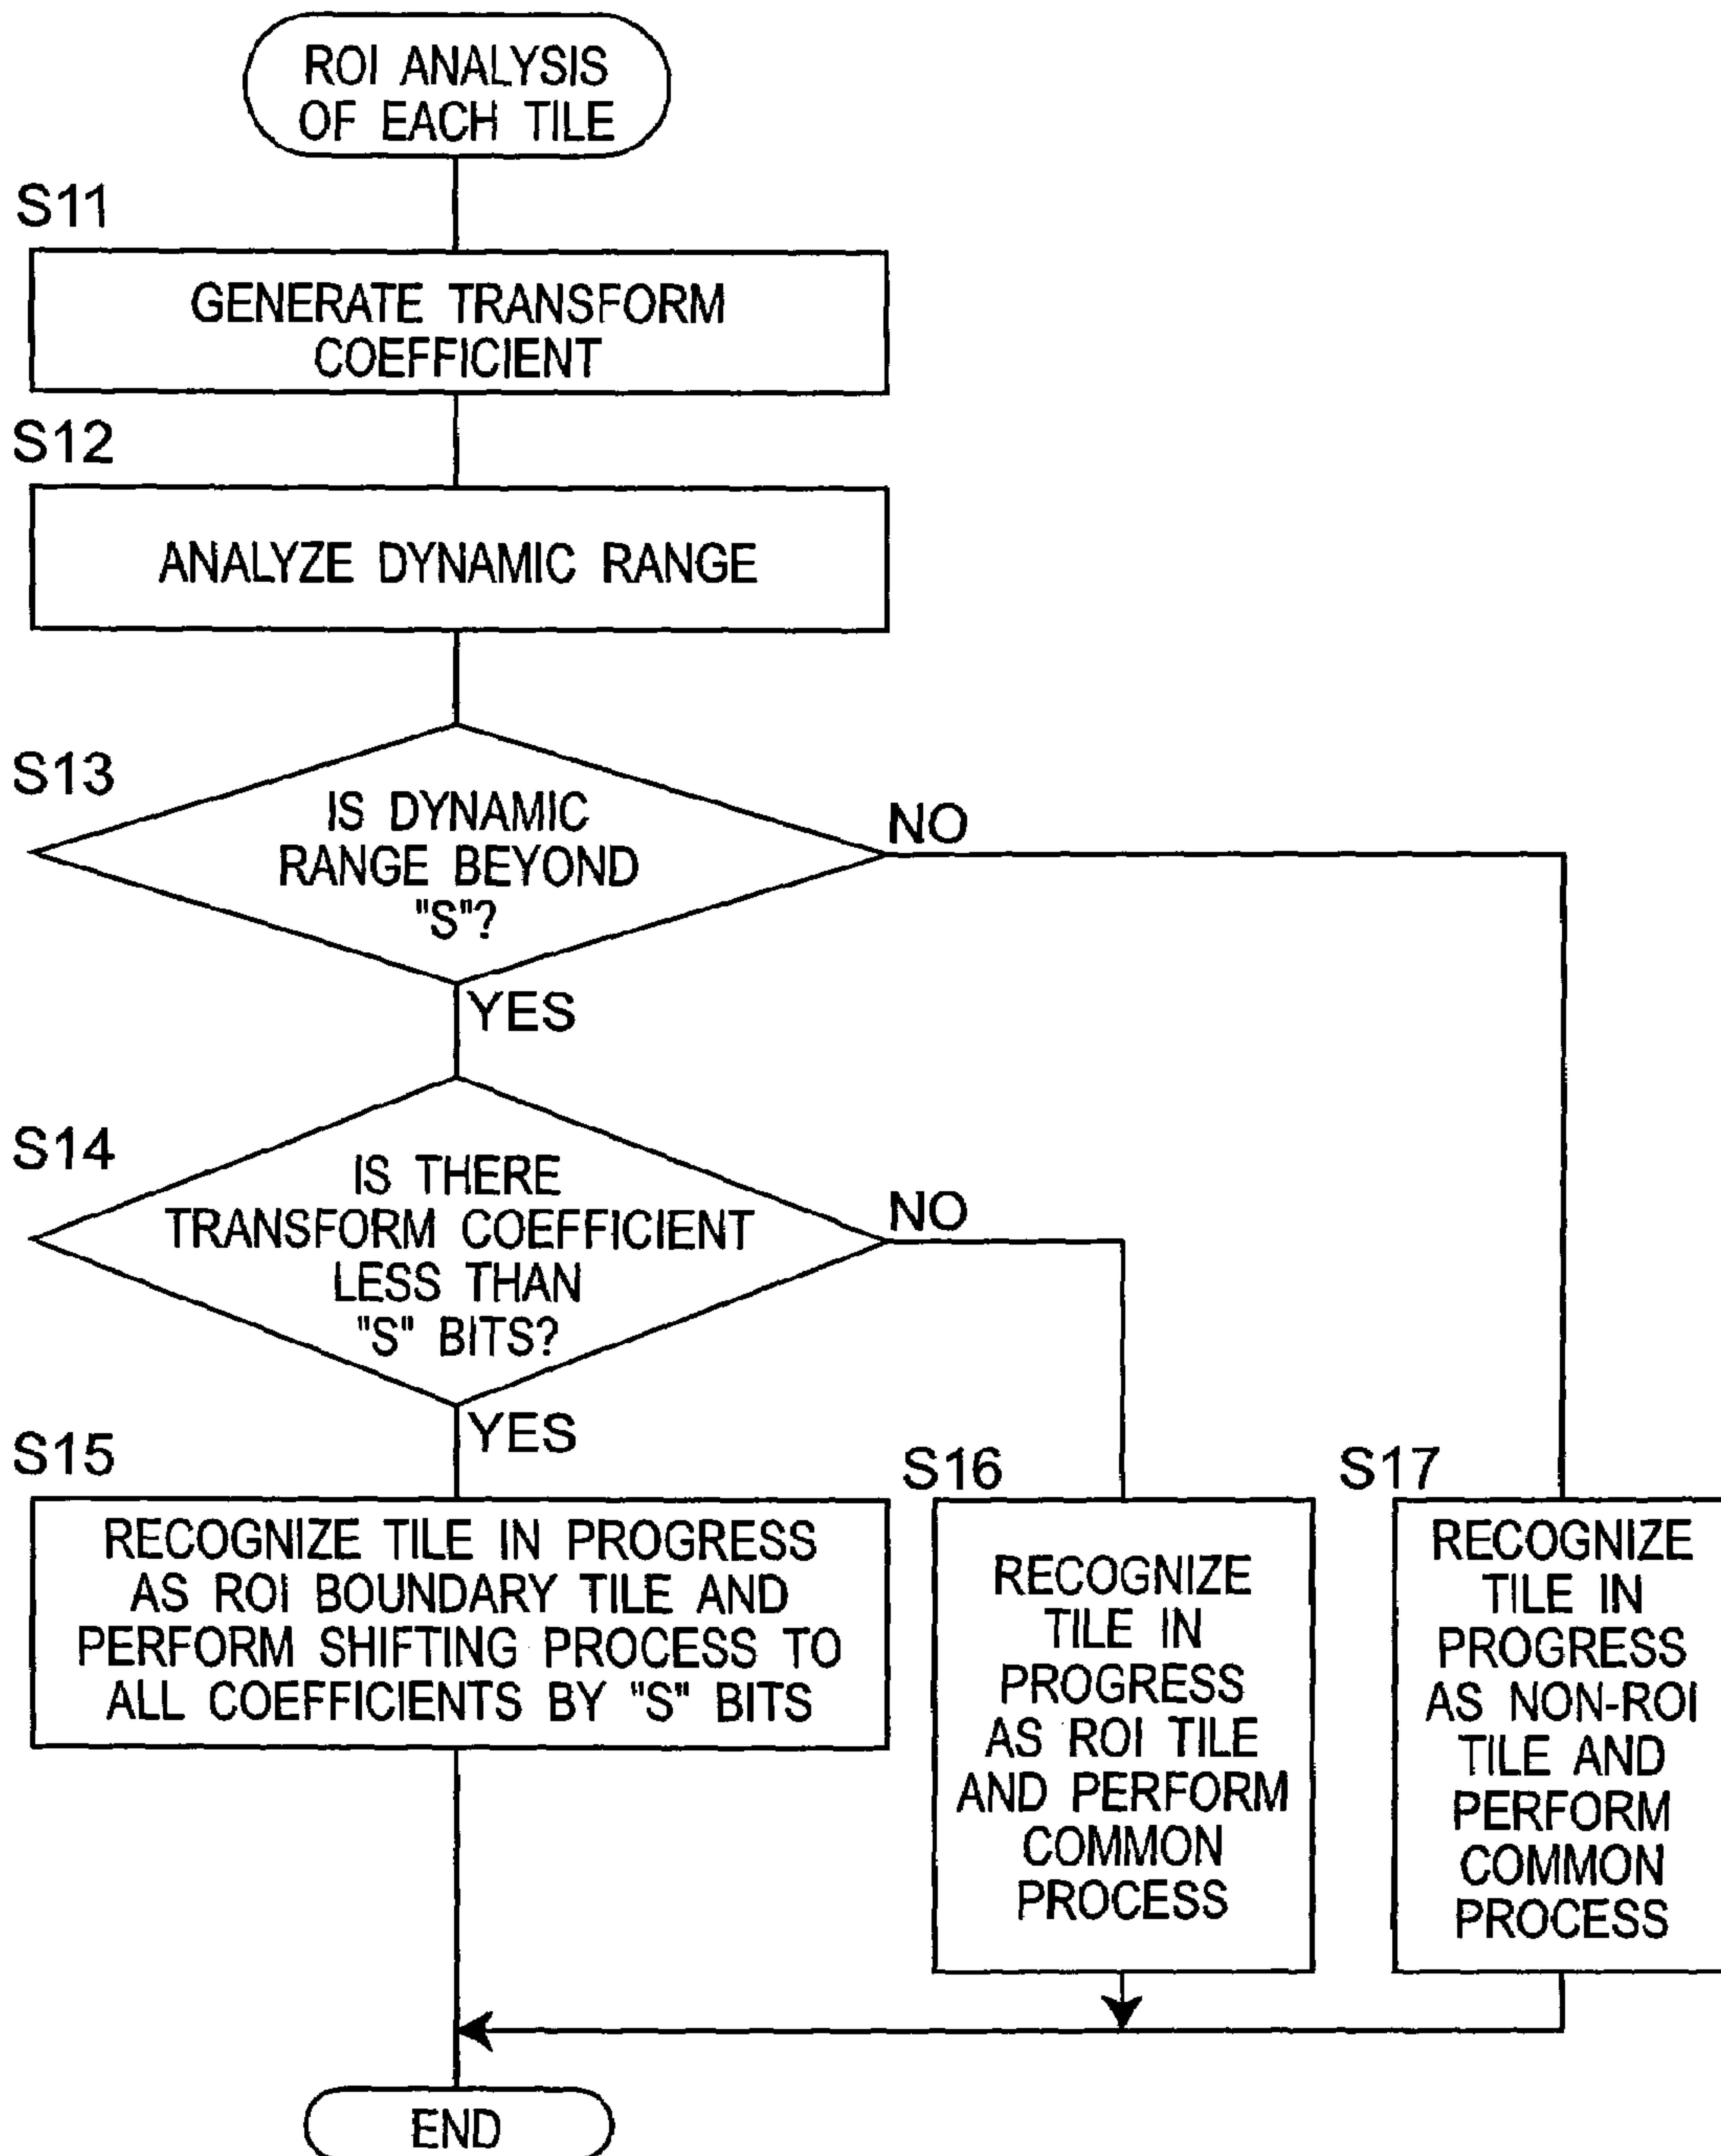 ROI ANALYSIS
OF EACH TILE
S11
GENERATE TRANSFORM
COEFFICIENT
S12
ANALYZE DYNAMIC RANGE
S13
IS DYNAMIC
RANGE BEYOND
"S"?
NO
YES
S14
IS THERE
TRANSFORM COEFFICIENT
LESS THAN
"S" BITS?
NO
YES
S15
RECOGNIZE TILE IN PROGRESS
AS ROI BOUNDARY TILE AND
PERFORM SHIFTING PROCESS TO
ALL COEFFICIENTS BY "S" BITS
S16
RECOGNIZE
TILE IN
PROGRESS
AS ROI TILE
AND PERFORM
COMMON
PROCESS
S17
RECOGNIZE
TILE IN
PROGRESS
AS NON-ROI
TILE AND
PERFORM
COMMON
PROCESS
END